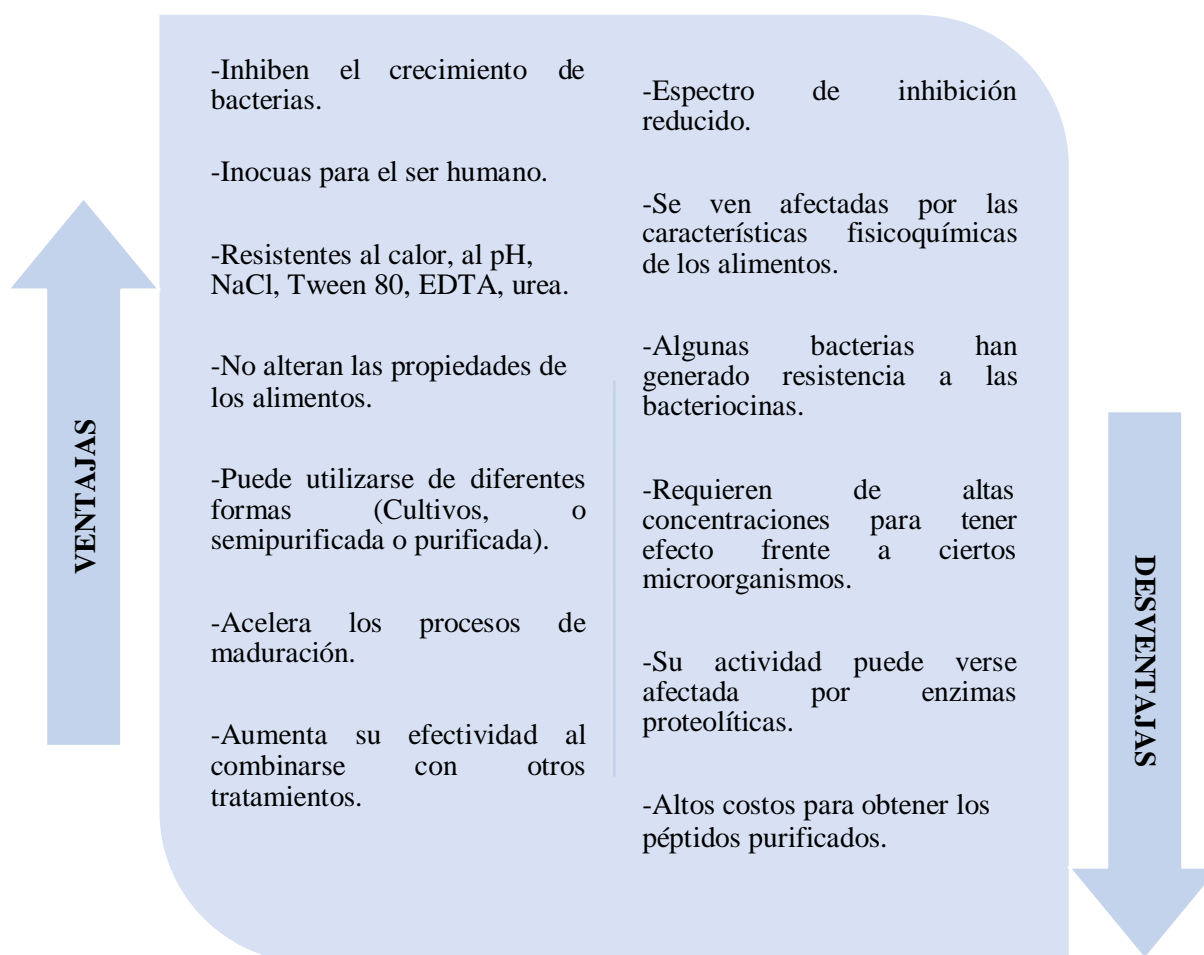 VENTAJAS
-Inhiben el crecimiento de
bacterias.
-Inocuas para el ser humano.
-Resistentes al calor, al pH,
NaCl, Tween 80, EDTA, urea.
-No alteran las propiedades de
los alimentos.
-Puede utilizarse de diferentes
formas (Cultivos, o
semipurificada o purificada).
-Acelera los procesos de
maduración.
-Aumenta su efectividad al
combinarse con otros
tratamientos.
-Espectro de inhibición
reducido.
-Se ven afectadas por las
características fisicoquímicas
de los alimentos.
-Algunas bacterias han
generado resistencia a las
bacteriocinas.
-Requieren de altas
concentraciones para tener
efecto frente a ciertos
microorganismos.
-Su actividad puede verse
afectada por enzimas
proteolíticas.
-Altos costos para obtener los
péptidos purificados.
DESVENTAJAS